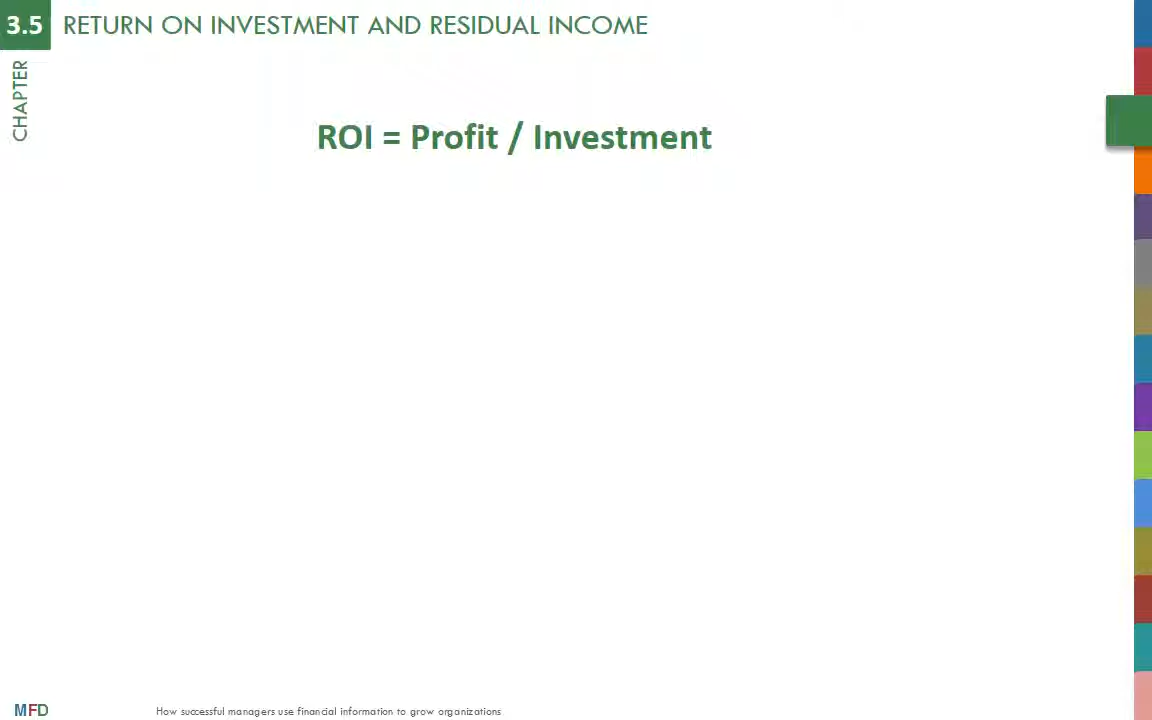 3.5 RETURN ON INVESTMENT AND RESIDUAL INCOME
CHAPTER
ROI = Profit / Investment
MFD How successful managers use financial information to grow organizations